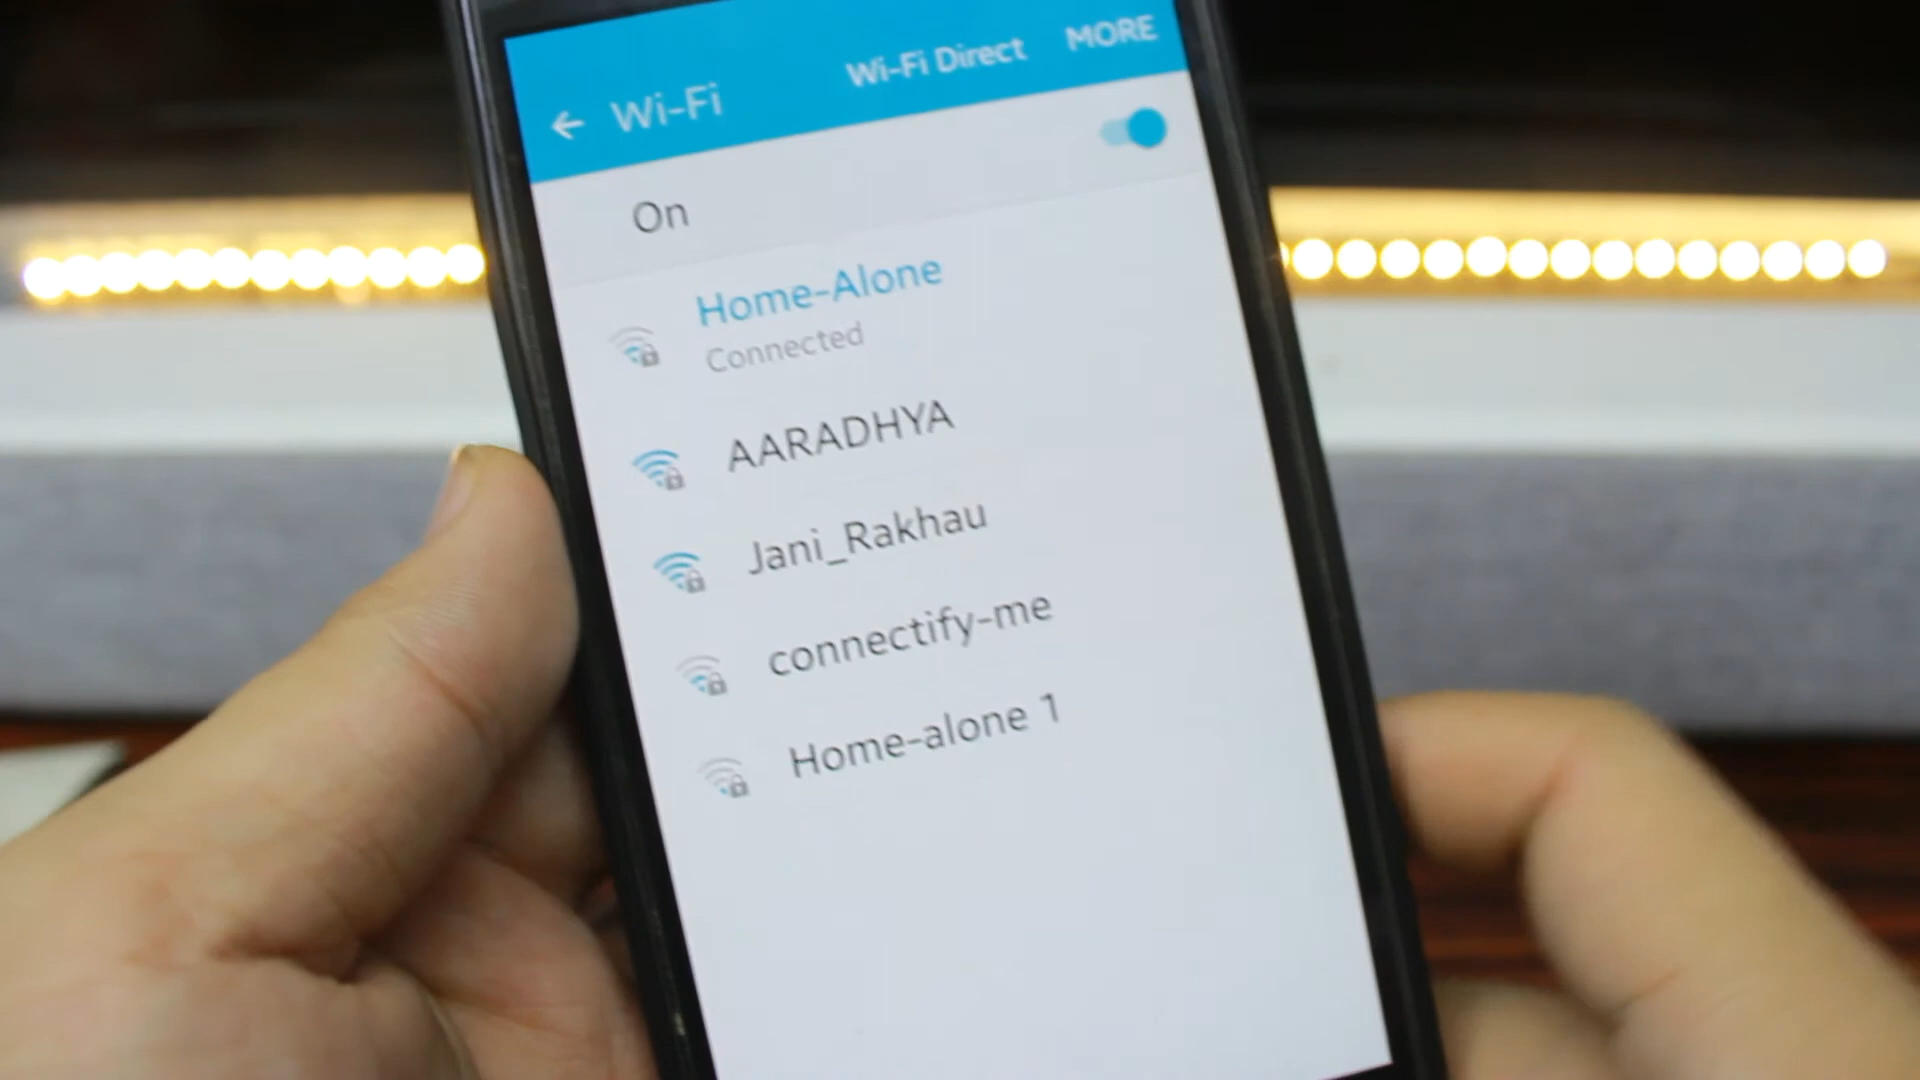 Wi-Fi
Wi-Fi Direct
MORE
On
Home-Alone
Connected
AARADHYA
Jani_Rakhau
connectify-me
Home-alone 1